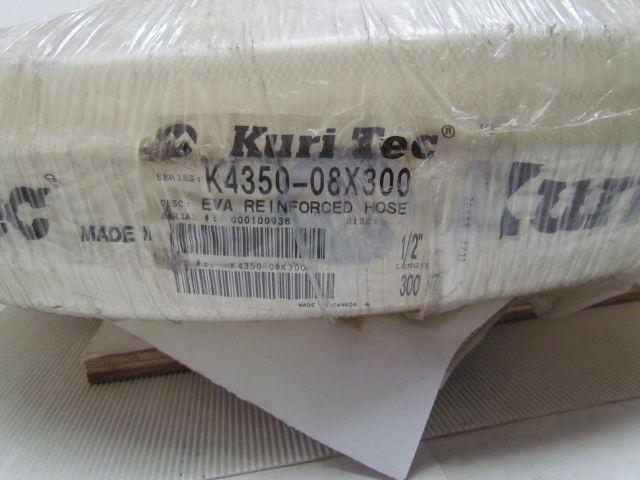 Kuri Tec®
SERIES: K4350-08X300
DESC: EVA REINFORCED HOSE
SERIAL #: 000100936 SIZE:
1/2"
#: K4350-08X300
LENGTH
300
MADE CANADA
ec MADE
Kuri